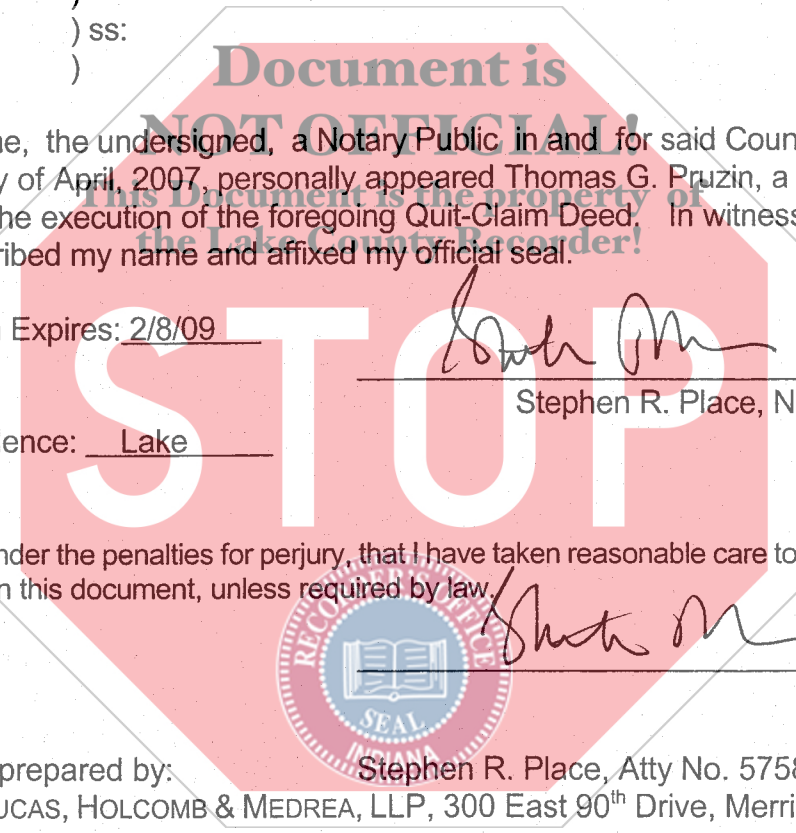 ) ss:
)
Document is
NOT OFFICIAL!
This Document is the property of
the Lake County Recorder!
ne, the undersigned, a Notary Public in and for said Coun
y of April, 2007, personally appeared Thomas G. Pruzin, a
he execution of the foregoing Quit-Claim Deed. In witness
ribed my name and affixed my official seal.
Expires: 2/8/09
Stephen R. Place, N
ence: Lake
STOP
nder the penalties for perjury, that I have taken reasonable care to
n this document, unless required by law.
RECORDER'S OFFICE
SEAL
INDIANA
prepared by: Stephen R. Place, Atty No. 5758
UCAS, HOLCOMB & MEDREA, LLP, 300 East 90th Drive, Merri